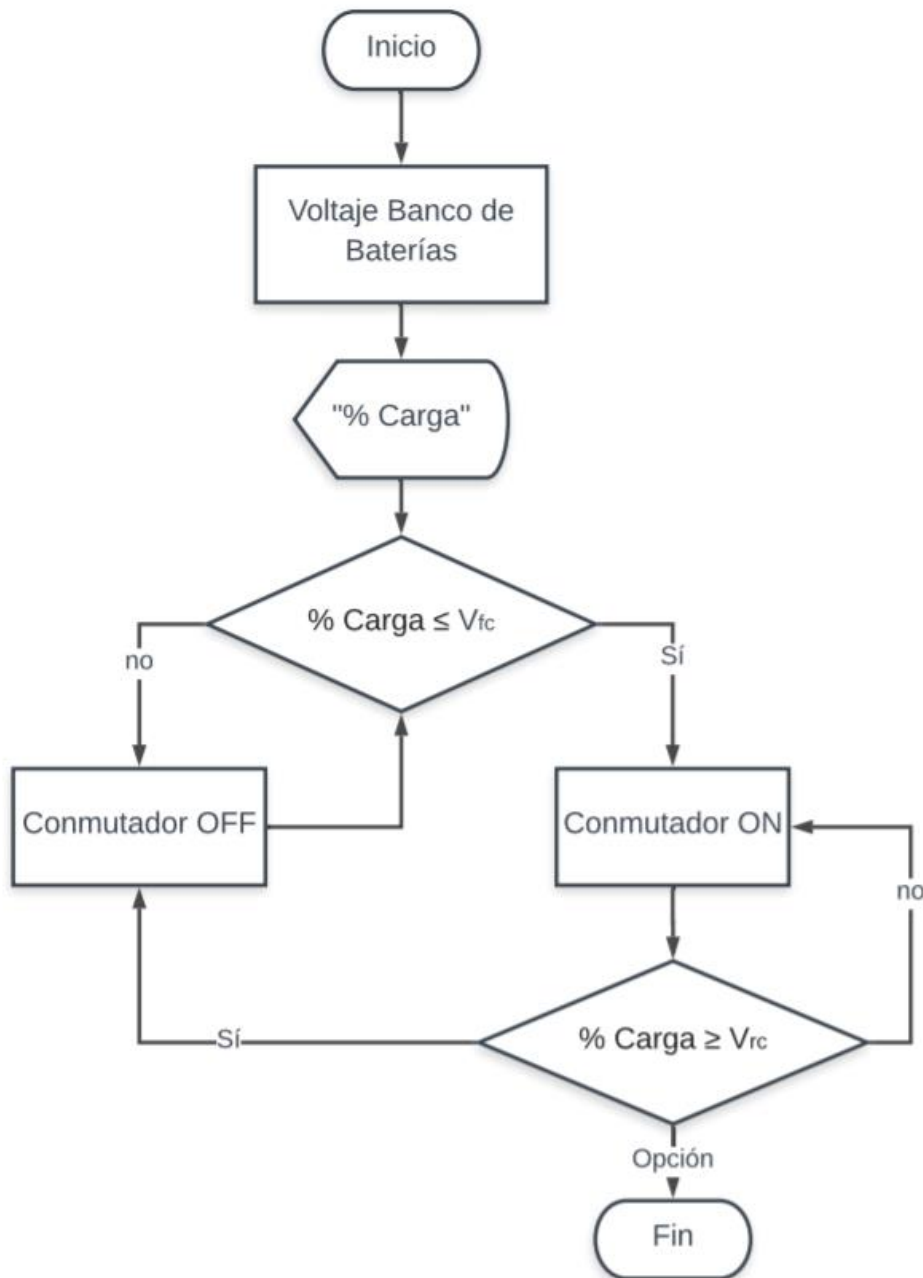 Inicio
Voltaje Banco de
Baterías
"% Carga"
% Carga ≤ Vfc
no
Sí
Conmutador OFF
Conmutador ON
no
% Carga ≥ Vrc
Sí
Opción
Fin